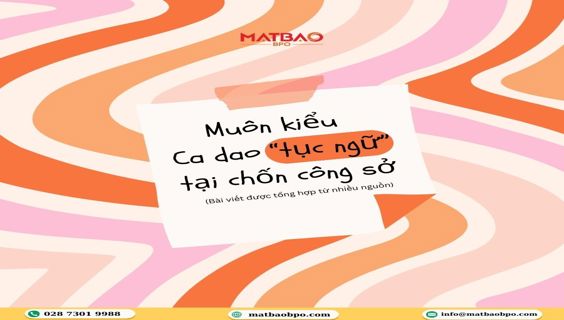 MATBAO
BPO
Muôn kiểu
Ca dao “tục ngữ”
tại chốn công sở
(Bài viết được tổng hợp từ nhiều nguồn)
028 7301 9988
matbaobpo.com
info@matbaobpo.com